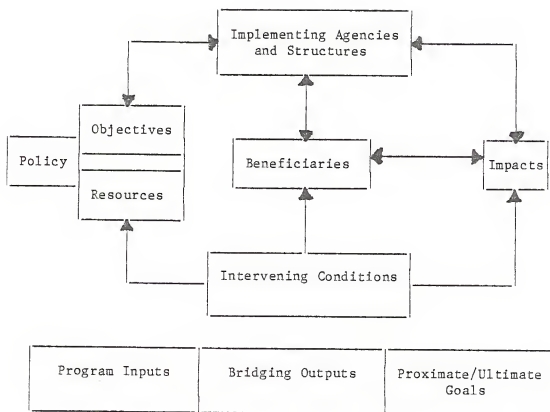 Implementing Agencies
and Structures
Objectives
Policy
Beneficiaries
Impacts
Resources
Intervening Conditions
Program Inputs
Bridging Outputs
Proximate/Ultimate
Goals